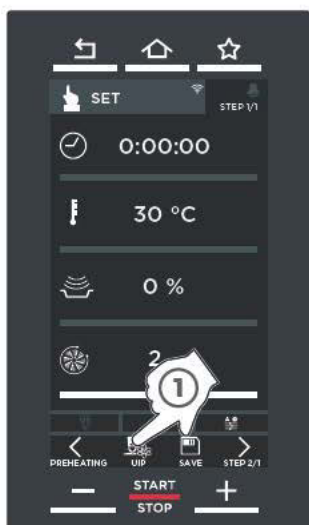 SET
STEP 1/1
0:00:00
30 °C
0 %
2
1
PREHEATING UIP SAVE STEP 2/1
START
STOP